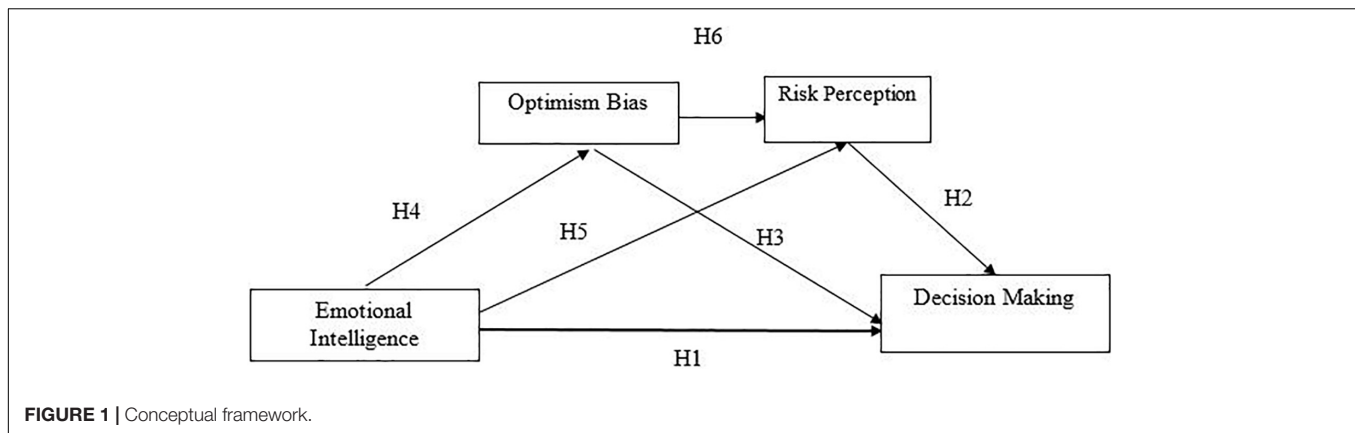 H6
Optimism Bias
Risk Perception
H4
H5
H3
H2
Emotional
Intelligence
Decision Making
H1
FIGURE 1 | Conceptual framework.